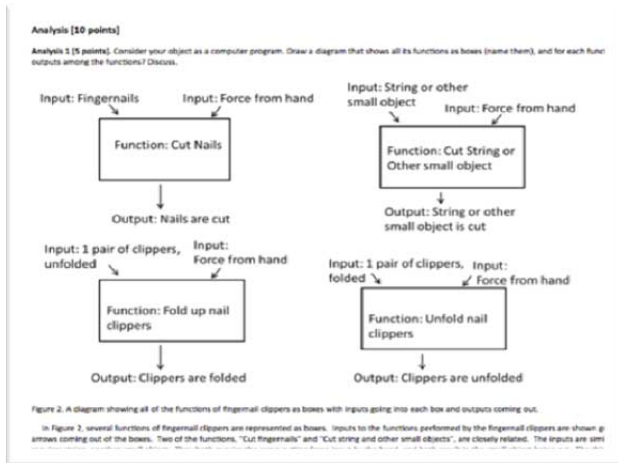 Analysis [10 points]
Analysis 1 [5 points]. Consider your object as a computer program. Draw a diagram that shows all its functions as boxes (name them), and for each
outputs among the functions? Discuss.
Input: Fingernails
Input: Force from hand
Function: Cut Nails
Output: Nails are cut
Input: String or other
small object
Input: Force from hand
Function: Cut String or
Other small object
Output: String or other
small object is cut
Input: 1 pair of clippers,
unfolded
Input:
Force from hand
Function: Fold up nail
clippers
Output: Clippers are folded
Input: 1 pair of clippers,
folded
Input:
Force from hand
Function: Unfold nail
clippers
Output: Clippers are unfolded
Figure 2. A diagram showing all of the functions of fingernail clippers as boxes with inputs going into each box and outputs coming out.
In Figure 2, several functions of fingernail clippers are represented as boxes. Inputs to the functions performed by the fingernail clippers are shown
arrows coming out of the boxes. Two of the functions, "Cut fingernails" and "Cut string and other small objects", are closely related. The inputs are